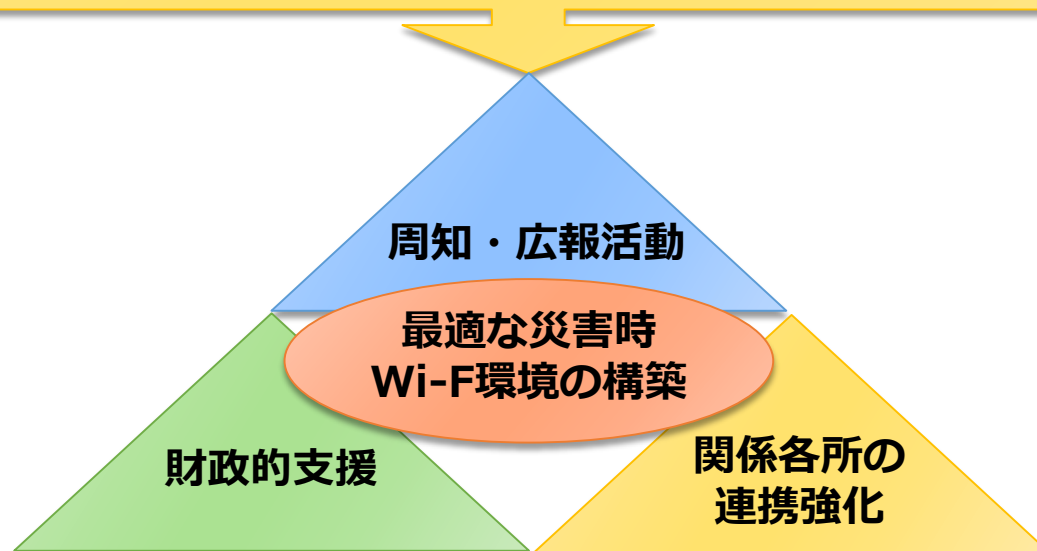 周知・広報活動
最適な災害時
Wi-F環境の構築
財政的支援
関係各所の
連携強化